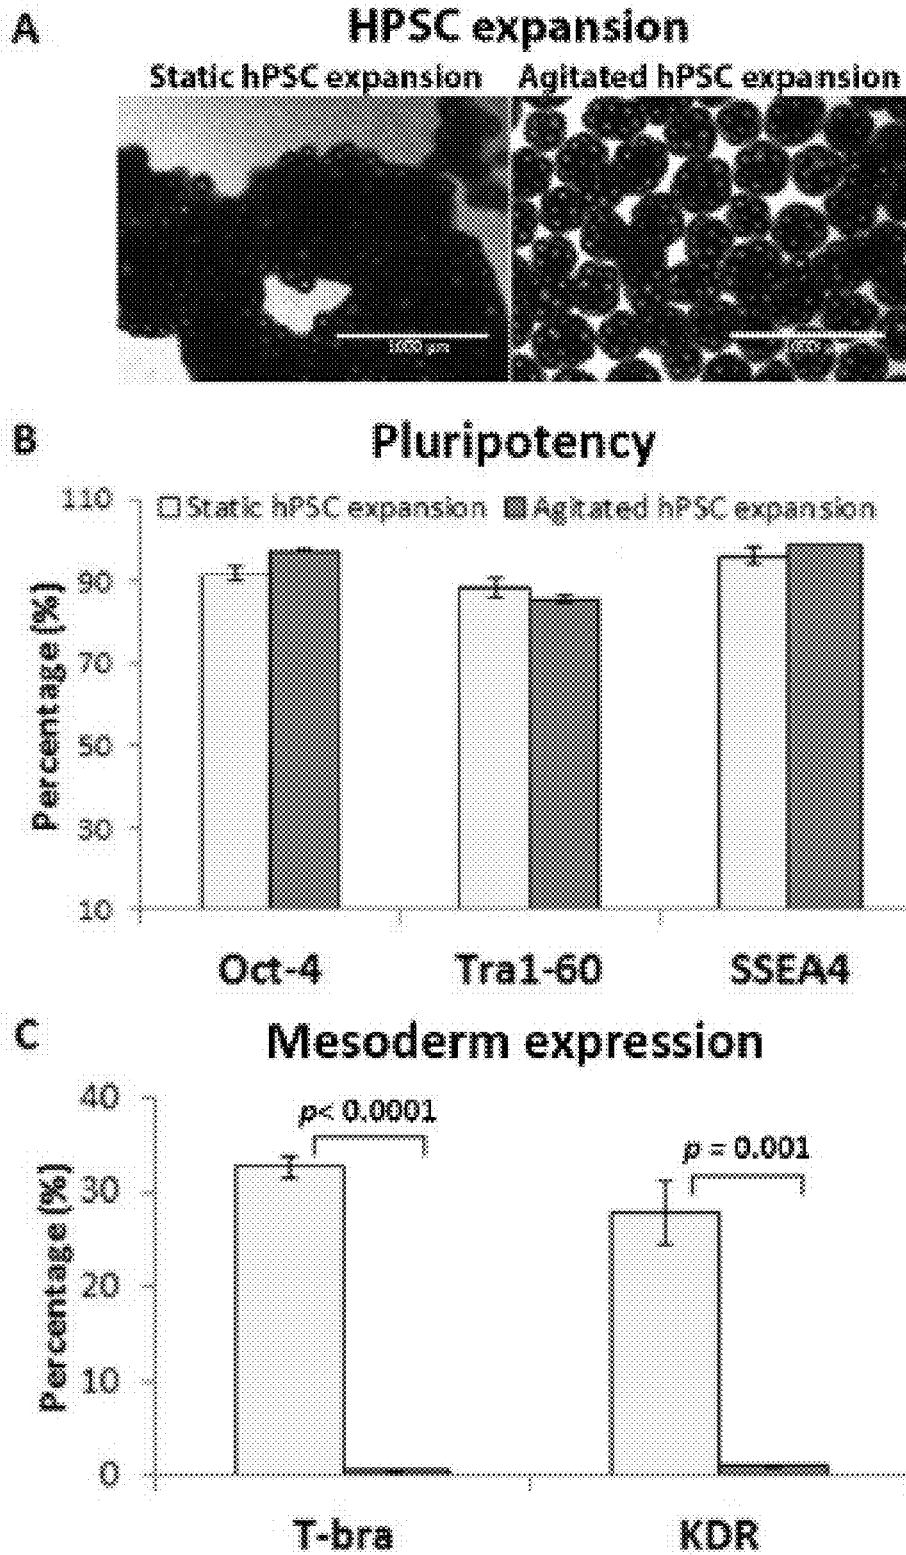 A
HPSC expansion
Static hPSC expansion
Agitated hPSC expansion
1000 µm
B
Pluripotency
Static hPSC expansion
Agitated hPSC expansion
Percentage (%)
110
90
70
50
30
10
Oct-4
Tra1-60
SSEA4
C
Mesoderm expression
Percentage (%)
40
30
20
10
0
p< 0.0001
p = 0.001
T-bra
KDR